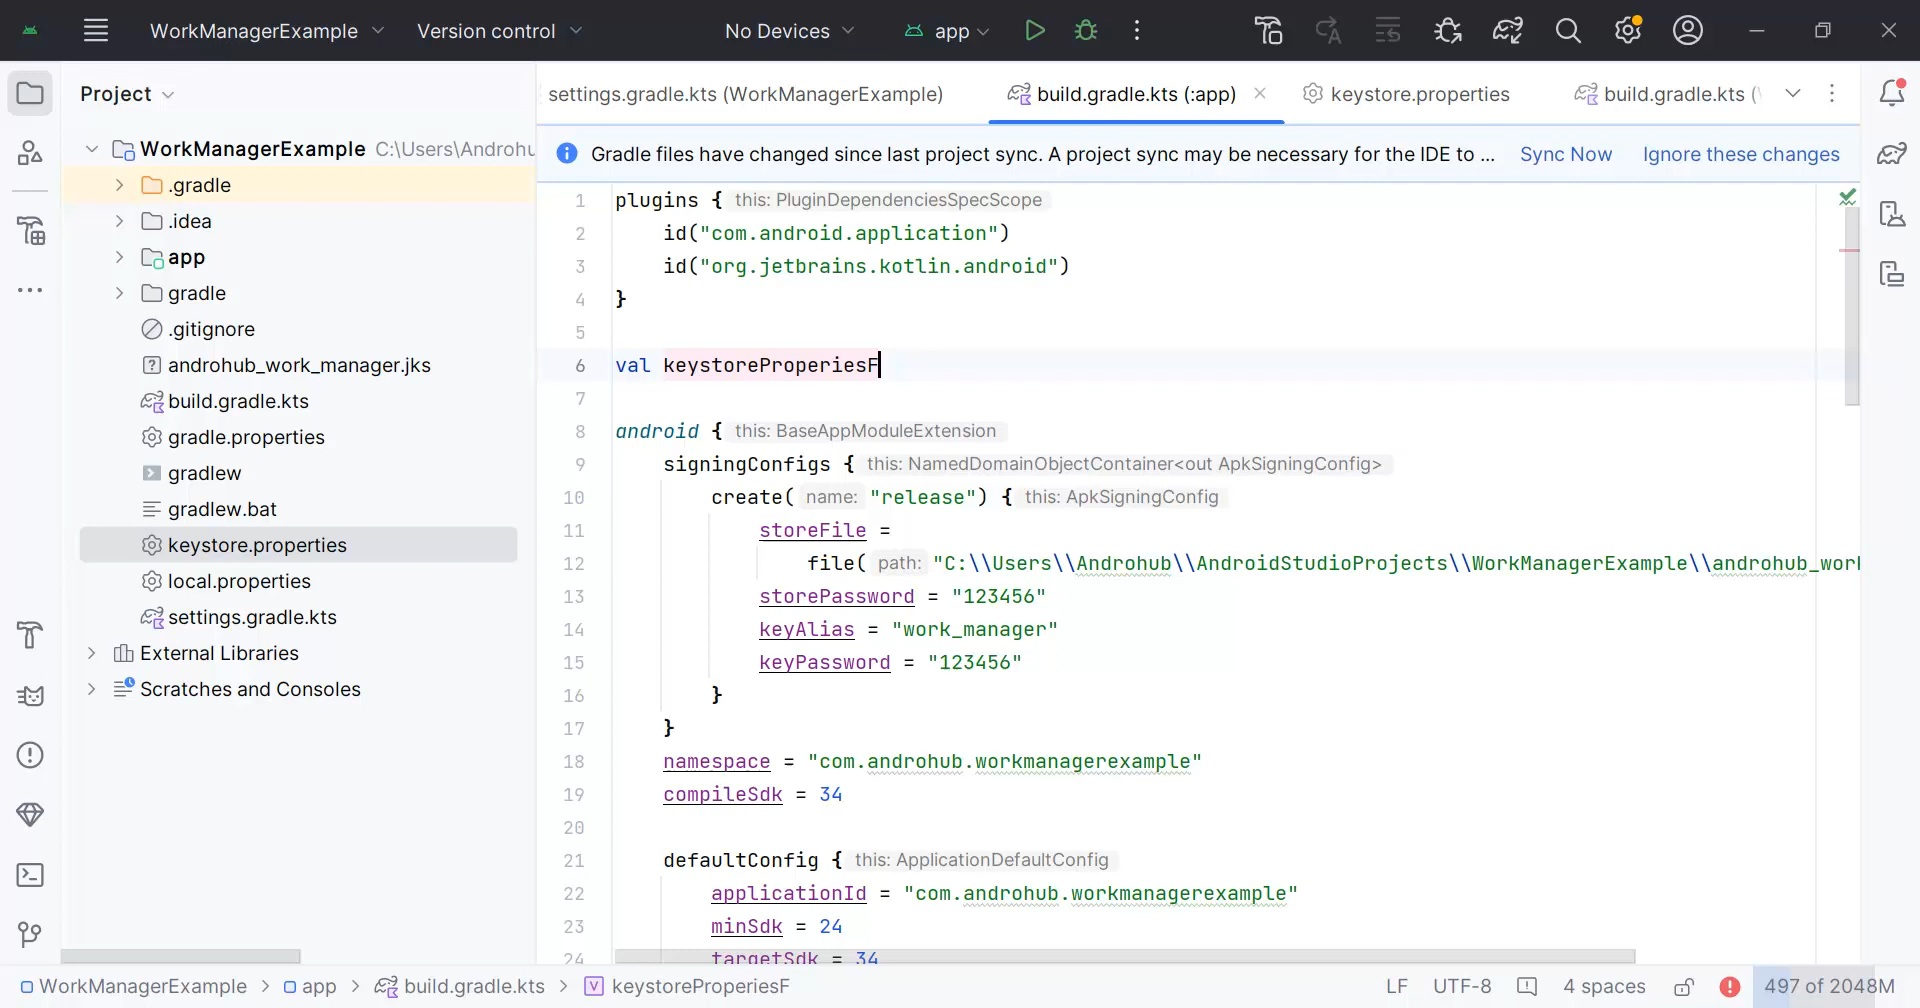 WorkManagerExample Version control No Devices app
Project
settings.gradle.kts (WorkManagerExample) build.gradle.kts (:app) keystore.properties build.gradle.kts (
Gradle files have changed since last project sync. A project sync may be necessary for the IDE to ... Sync Now Ignore these changes
WorkManagerExample C:\Users\Androhu
.gradle
.idea
app
gradle
.gitignore
androhub_work_manager.jks
build.gradle.kts
gradle.properties
gradlew
gradlew.bat
keystore.properties
local.properties
settings.gradle.kts
External Libraries
Scratches and Consoles
1 plugins { this: PluginDependenciesSpecScope
2 id("com.android.application")
3 id("org.jetbrains.kotlin.android")
4 }
5
6 val keystoreProperiesF
7
8 android { this: BaseAppModuleExtension
9 signingConfigs { this: NamedDomainObjectContainer<out ApkSigningConfig>
10 create( name: "release") { this: ApkSigningConfig
11 storeFile =
12 file( path: "C:\\Users\\Androhub\\AndroidStudioProjects\\WorkManagerExample\\androhub_work
13 storePassword = "123456"
14 keyAlias = "work_manager"
15 keyPassword = "123456"
16 }
17 }
18 namespace = "com.androhub.workmanagerexample"
19 compileSdk = 34
20
21 defaultConfig { this: ApplicationDefaultConfig
22 applicationId = "com.androhub.workmanagerexample"
23 minSdk = 24
24 targetSdk = 34
WorkManagerExample > app > build.gradle.kts > keystoreProperiesF LF UTF-8 4 spaces 497 of 2048M